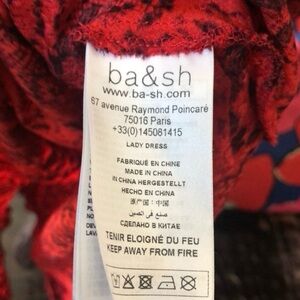 ba&sh
www.ba-sh.com
67 avenue Raymond Poincaré
75016 Paris
+33(0)145081415
LADY DRESS
FABRIQUÉ EN CHINE
MADE IN CHINA
IN CHINA HERGESTELLT
HECHO EN CHINA
صنع في الصين
原产国：中国
СДЕЛАНО В КИТАЕ
TENIR ELOIGNÉ DU FEU
KEEP AWAY FROM FIRE